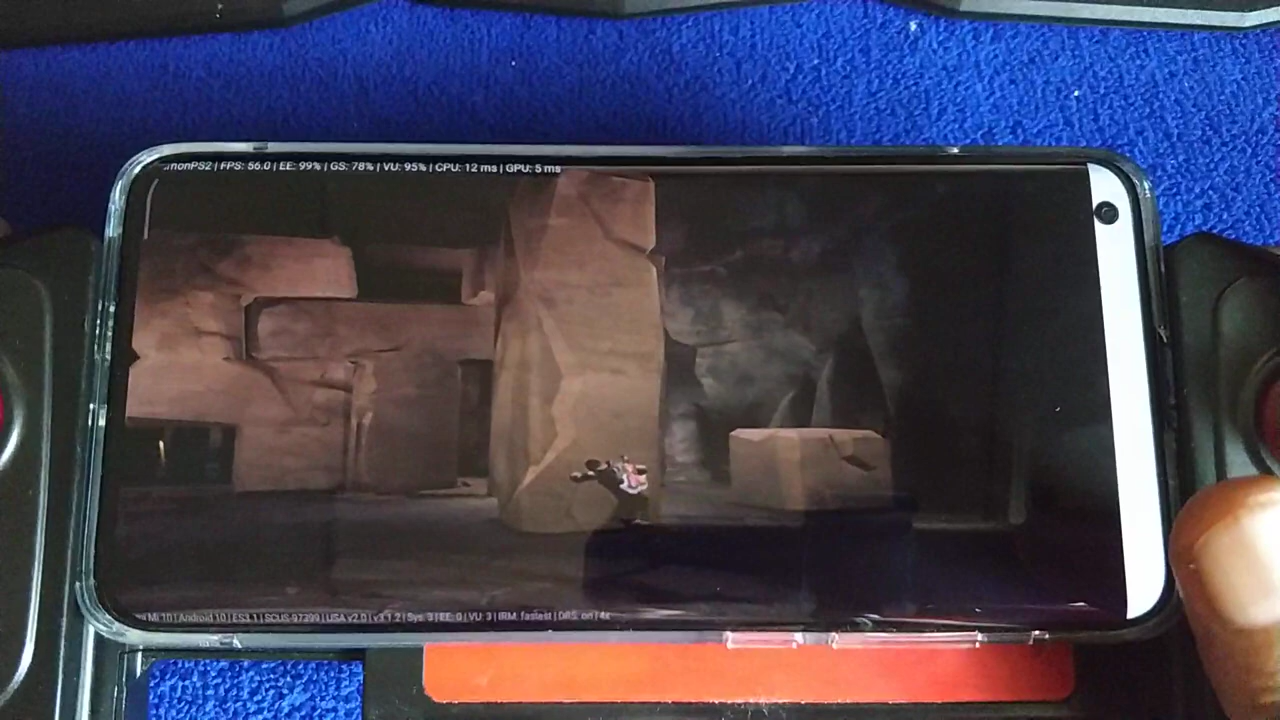 nonPS2 | FPS: 56.0 | EE: 99% | GS: 78% | VU: 95% | CPU: 12 ms | GPU: 5 ms
Mi 10 | Android 10 | ES3.1 | SCUS-97399 | USA v2.0 | v3.1.2 | Sys: 3 | EE: 0 | VU: 3 | IRM: fastest | DRS: on | 4x